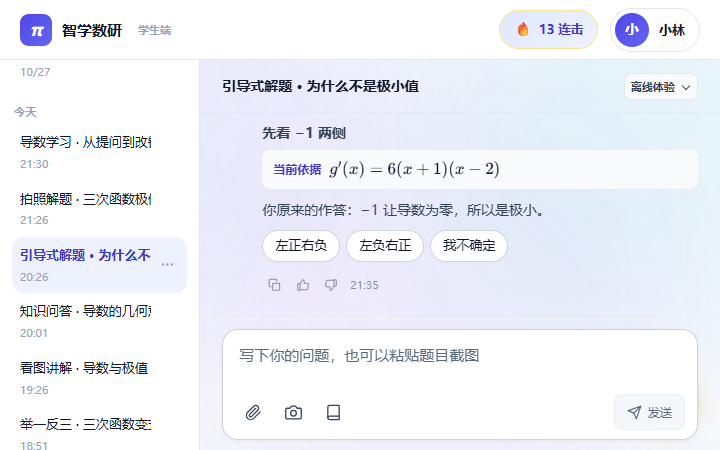 π 智学数研 学生端
13 连击
小 小林
10/27
今天
导数学习 · 从提问到改
21:30
拍照解题 · 三次函数极
21:26
引导式解题 · 为什么不 ...
20:26
知识问答 · 导数的几何
20:01
看图讲解 · 导数与极值
19:26
举一反三 · 三次函数变
18:51
引导式解题 · 为什么不是极小值
离线体验
先看 −1 两侧
当前依据 g′(x) = 6(x + 1)(x − 2)
你原来的作答：−1 让导数为零，所以是极小。
左正右负 左负右正 我不确定
21:35
写下你的问题，也可以粘贴题目截图
发送